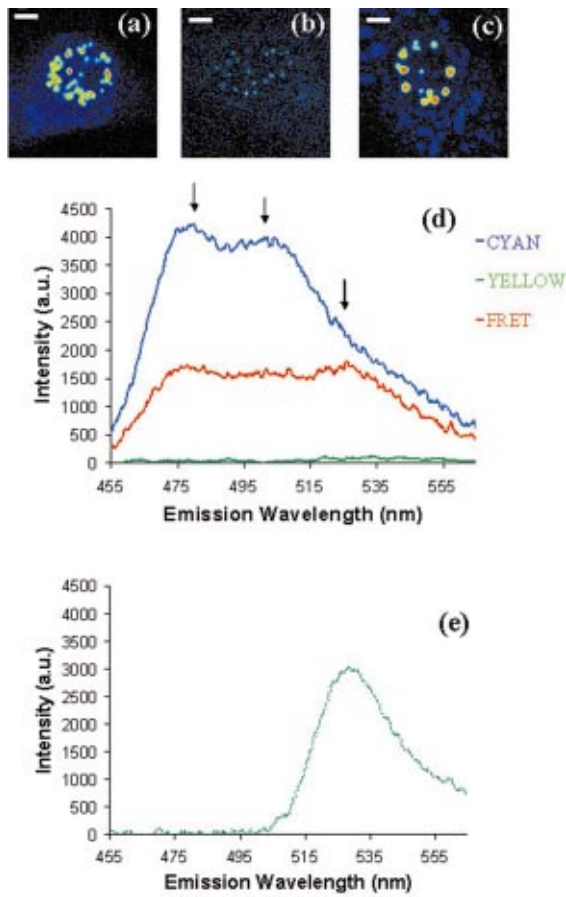 (a) (b) (c)
(d)
4500
4000
3500
3000
2500
2000
1500
1000
500
0
Intensity (a.u.)
455 475 495 515 535 555
Emission Wavelength (nm)
CYAN
YELLOW
FRET
(e)
5000
4500
4000
3500
3000
2500
2000
1500
1000
500
0
Intensity (a.u.)
455 475 495 515 535 555
Emission Wavelength (nm)